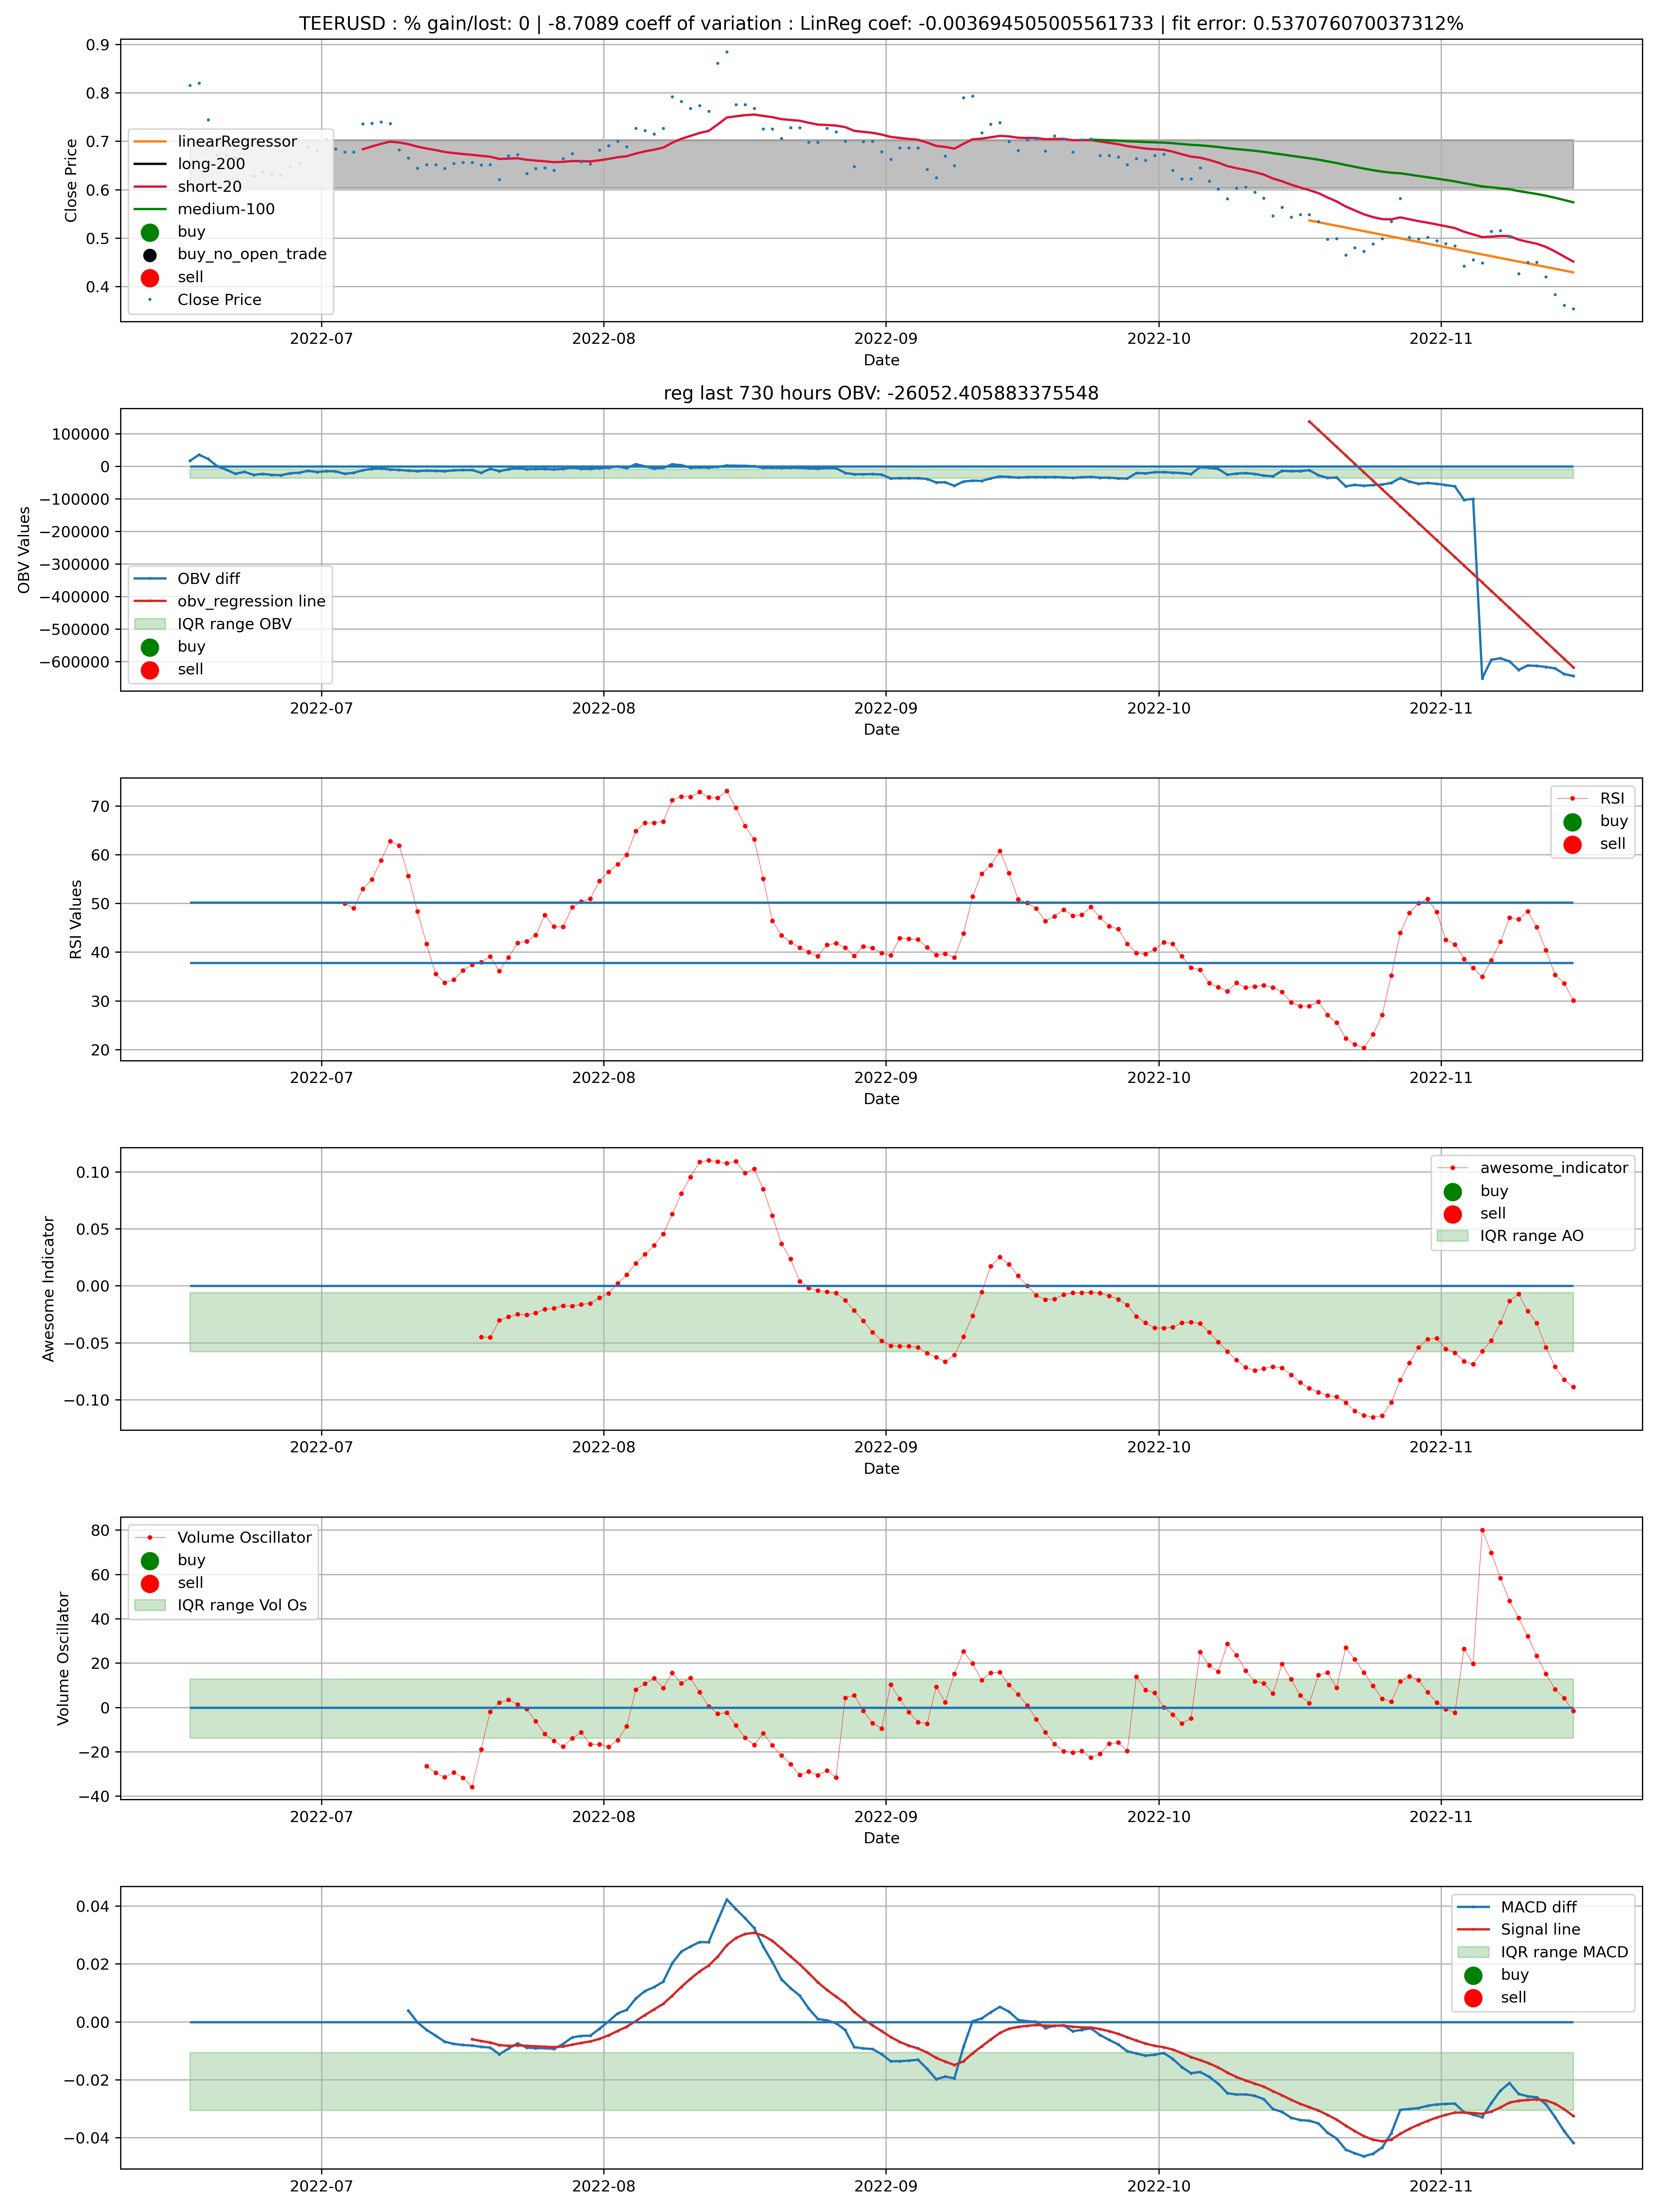 TEERUSD : % gain/lost: 0 | -8.7089 coeff of variation : LinReg coef: -0.003694505005561733 | fit error: 0.537076070037312%
Close Price
0.9
0.8
0.7
0.6
0.5
0.4
linearRegressor
long-200
short-20
medium-100
buy
buy_no_open_trade
sell
Close Price
2022-07 2022-08 2022-09 2022-10 2022-11
Date
reg last 730 hours OBV: -26052.405883375548
OBV Values
100000
0
−100000
−200000
−300000
−400000
−500000
−600000
OBV diff
obv_regression line
IQR range OBV
buy
sell
2022-07 2022-08 2022-09 2022-10 2022-11
Date
RSI Values
70
60
50
40
30
20
RSI
buy
sell
2022-07 2022-08 2022-09 2022-10 2022-11
Date
Awesome Indicator
0.10
0.05
0.00
−0.05
−0.10
awesome_indicator
buy
sell
IQR range AO
2022-07 2022-08 2022-09 2022-10 2022-11
Date
Volume Oscillator
80
60
40
20
0
−20
−40
Volume Oscillator
buy
sell
IQR range Vol Os
2022-07 2022-08 2022-09 2022-10 2022-11
Date
0.04
0.02
0.00
−0.02
−0.04
MACD diff
Signal line
IQR range MACD
buy
sell
2022-07 2022-08 2022-09 2022-10 2022-11